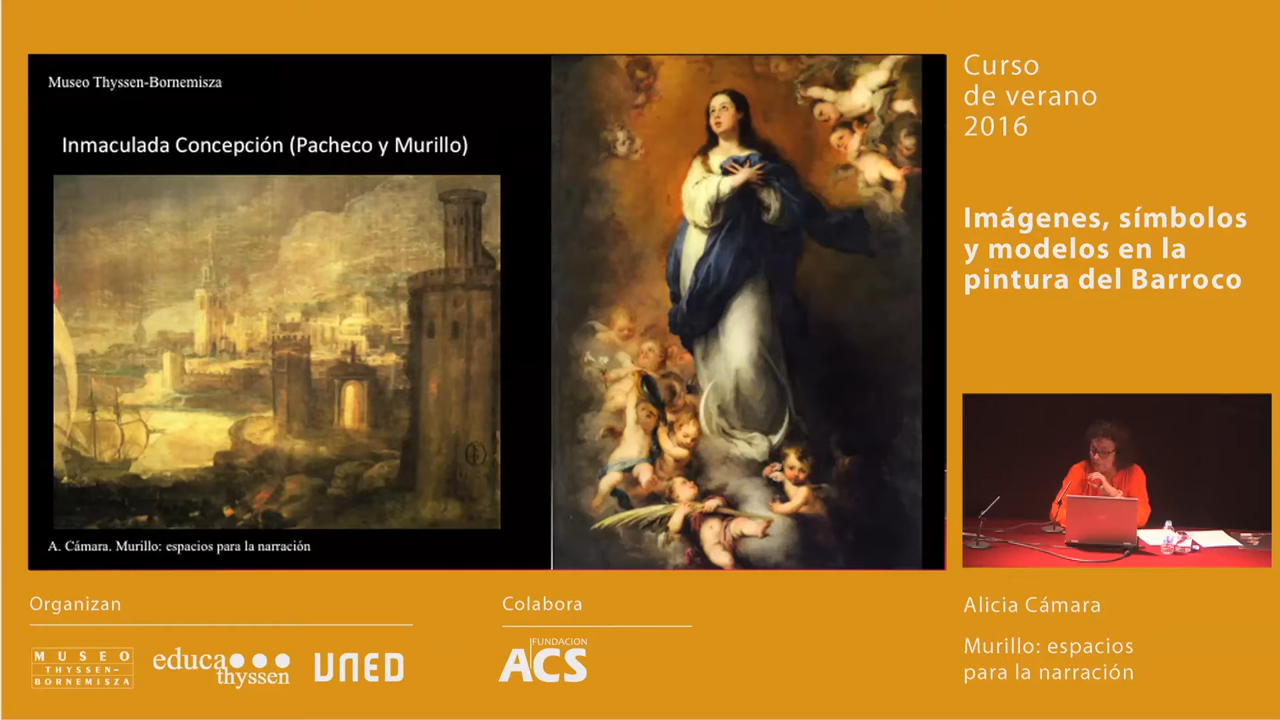 Museo Thyssen-Bornemisza
Inmaculada Concepción (Pacheco y Murillo)
A. Cámara. Murillo: espacios para la narración
Curso
de verano
2016
Imágenes, símbolos
y modelos en la
pintura del Barroco
Alicia Cámara
Murillo: espacios
para la narración
Organizan
MUSEO
THYSSEN-
BORNEMISZA
educa
thyssen
UNED
Colabora
FUNDACION
ACS